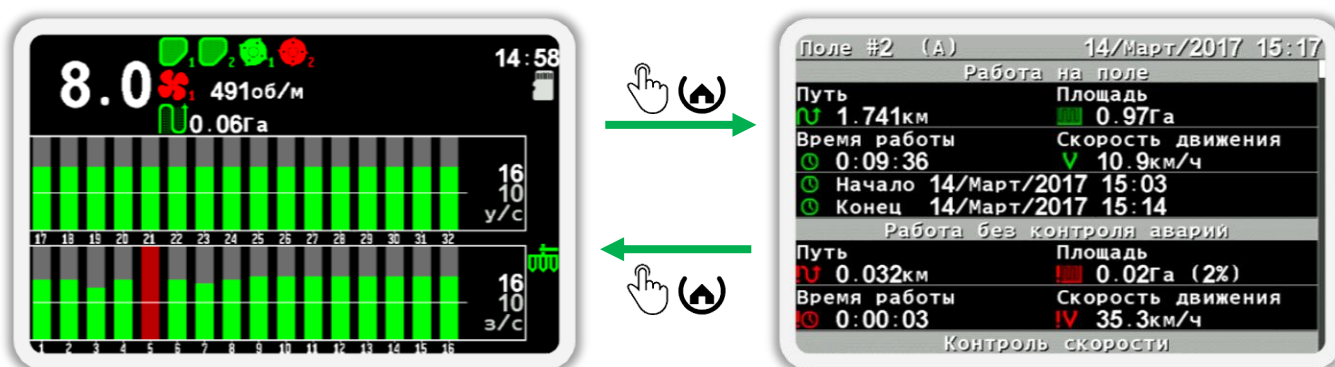 1 2 1 2
14:58
8.0
1 491об/м
0.06Га
16
10
у/с
17 18 19 20 21 22 23 24 25 26 27 28 29 30 31 32
16
10
з/с
1 2 3 4 5 6 7 8 9 10 11 12 13 14 15 16
Поле #2 (А) 14/Март/2017 15:17
Работа на поле
Путь Площадь
1.741км 0.97Га
Время работы Скорость движения
0:09:36 V 10.9км/ч
Начало 14/Март/2017 15:03
Конец 14/Март/2017 15:14
Работа без контроля аварий
Путь Площадь
! 0.032км ! 0.02Га (2%)
Время работы Скорость движения
! 0:00:03 !V 35.3км/ч
Контроль скорости